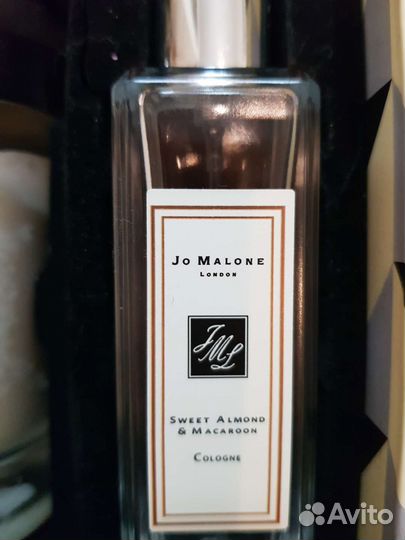 Jo Malone
London
JML
Sweet Almond
& Macaroon
Cologne
Avito